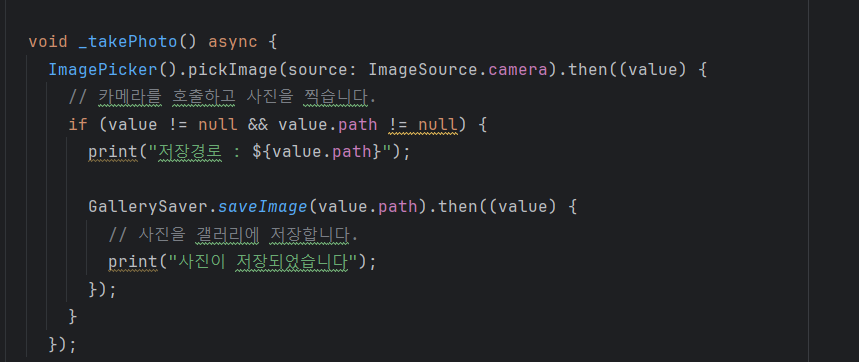 void _takePhoto() async {
ImagePicker().pickImage(source: ImageSource.camera).then((value) {
// 카메라를 호출하고 사진을 찍습니다.
if (value != null && value.path != null) {
print("저장경로 : ${value.path}");
GallerySaver.saveImage(value.path).then((value) {
// 사진을 갤러리에 저장합니다.
print("사진이 저장되었습니다");
});
}
});